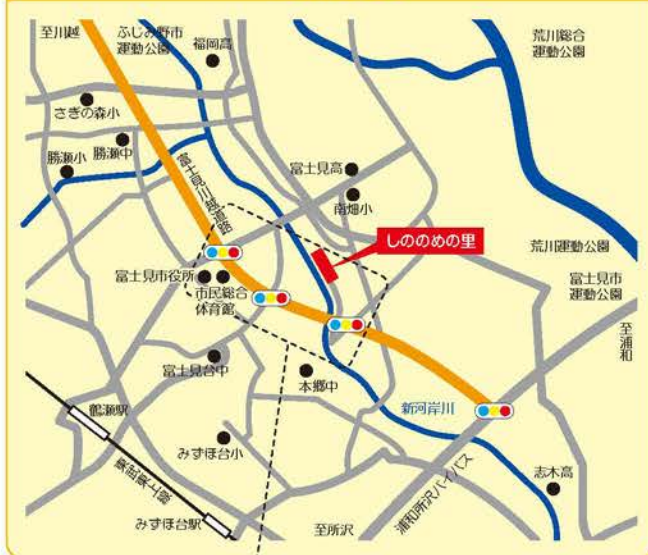 至川越
ふじみ野市
運動公園
福岡高
荒川総合
運動公園
さぎの森小
勝瀬中
勝瀬小
富士見川越道路
富士見高
南畑小
しののめの里
荒川運動公園
富士見市役所
市民総合
体育館
富士見市
運動公園
至浦和
富士見台中
本郷中
新河岸川
鶴瀬駅
みずほ台小
東武東上線
志木高
浦和所沢バイパス
みずほ台駅
至所沢